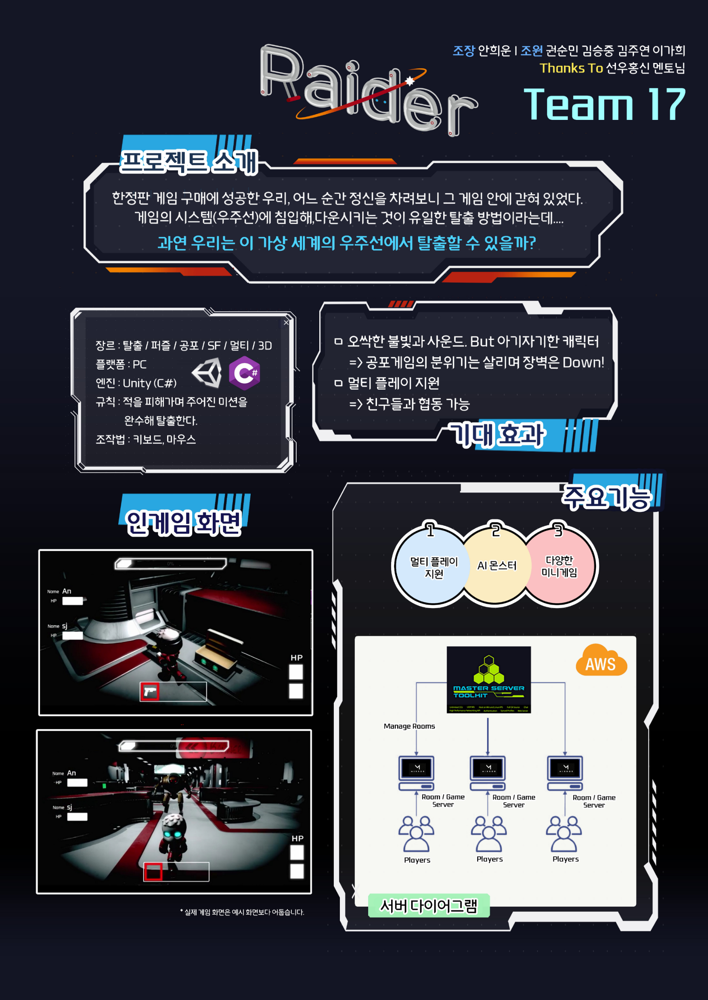 Raider
조장 안희운 | 조원 권순민 김승중 김주연 이가희
Thanks To 선우홍신 멘토님
Team 17
프로젝트 소개
한정판 게임 구매에 성공한 우리, 어느 순간 정신을 차려보니 그 게임 안에 갇혀 있었다.
게임의 시스템(우주선)에 침입해,다운시키는 것이 유일한 탈출 방법이라는데....
과연 우리는 이 가상 세계의 우주선에서 탈출할 수 있을까?
장르 : 탈출 / 퍼즐 / 공포 / SF / 멀티 / 3D
플랫폼 : PC
엔진 : Unity (C#)
C#
규칙 : 적을 피해가며 주어진 미션을
완수해 탈출한다.
조작법 : 키보드, 마우스
ㅁ 오싹한 불빛과 사운드. But 아기자기한 캐릭터
=> 공포게임의 분위기는 살리며 장벽은 Down!
ㅁ 멀티 플레이 지원
=> 친구들과 협동 가능
기대 효과
인게임 화면
0%
Name An
HP
Name sj
HP
HP
0%
Name An
HP
Name sj
HP
HP
* 실제 게임 화면은 예시 화면보다 어둡습니다.
주요기능
1
멀티 플레이
지원
2
AI 몬스터
3
다양한
미니게임
AWS
MASTER SERVER
TOOLKIT
Manage Rooms
MIRROR
MIRROR
MIRROR
Room / Game
Server
Room / Game
Server
Room / Game
Server
Players
Players
Players
서버 다이어그램